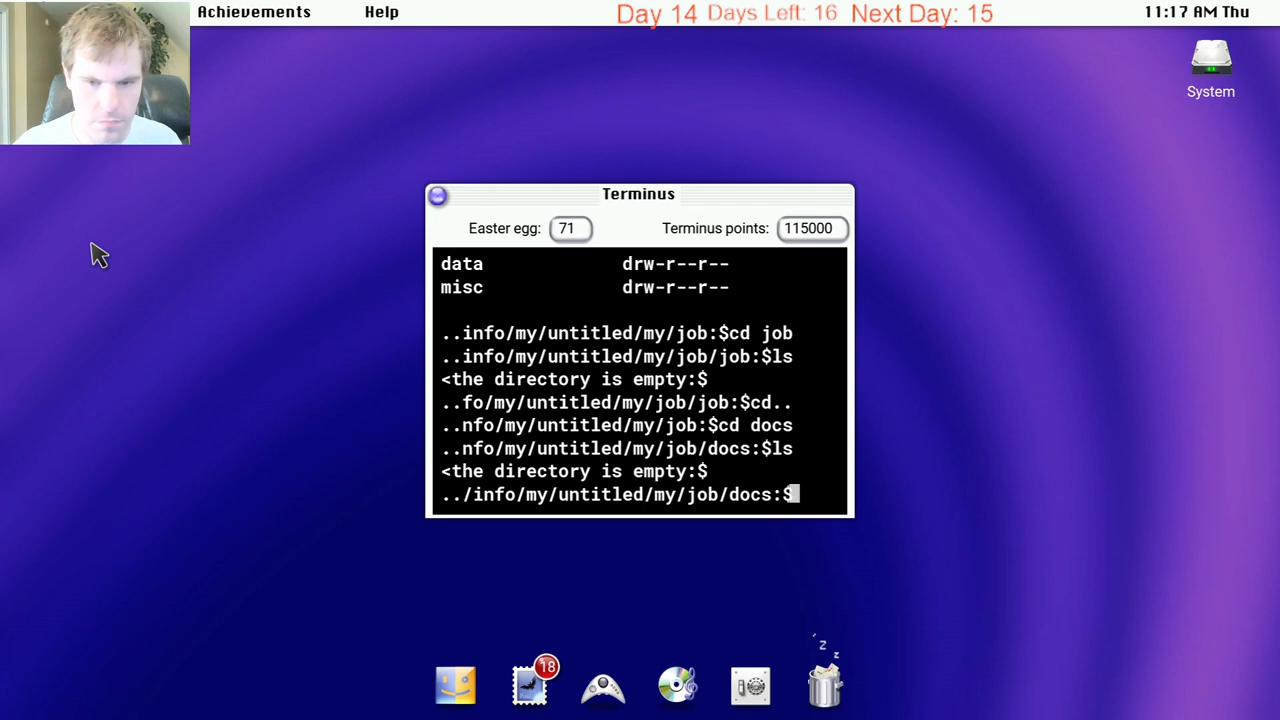 Achievements Help Day 14 Days Left: 16 Next Day: 15 11:17 AM Thu
System
Terminus
Easter egg: 71 Terminus points: 115000
data drw-r--r--
misc drw-r--r--
..info/my/untitled/my/job:$cd job
..info/my/untitled/my/job/job:$ls
<the directory is empty:$
..fo/my/untitled/my/job/job:$cd..
..nfo/my/untitled/my/job:$cd docs
..nfo/my/untitled/my/job/docs:$ls
<the directory is empty:$
../info/my/untitled/my/job/docs:$
z
z
18